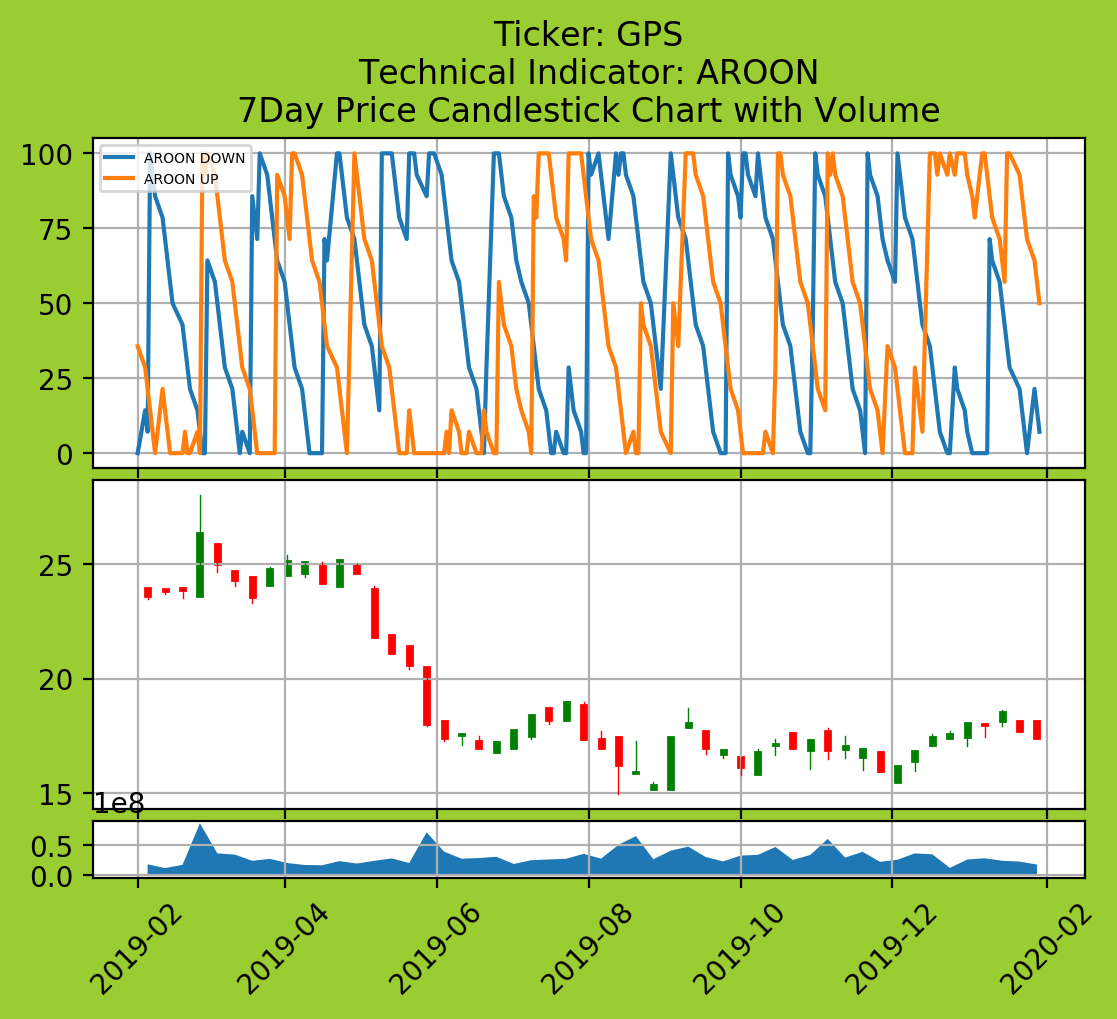 Ticker: GPS
Technical Indicator: AROON
7Day Price Candlestick Chart with Volume
100
75
50
25
0
AROON DOWN
AROON UP
25
20
15
1e8
0.5
0.0
2019-02
2019-04
2019-06
2019-08
2019-10
2019-12
2020-02